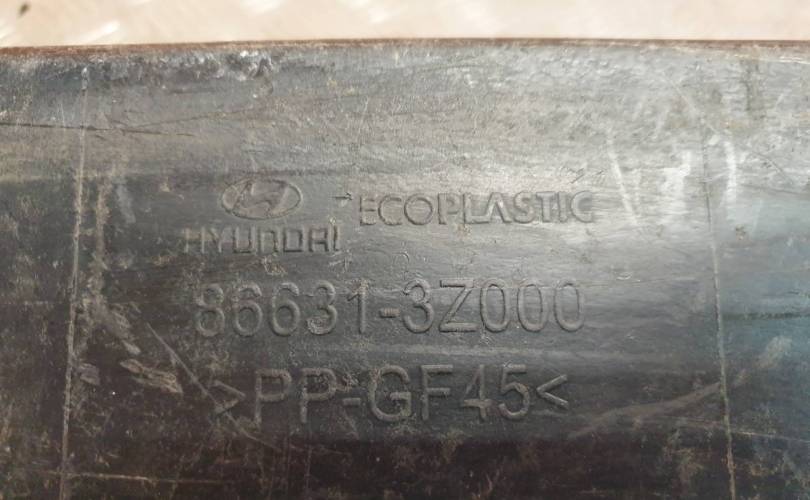 HYUNDAI ECOPLASTIC
86631-3Z000
>PP-GF45<